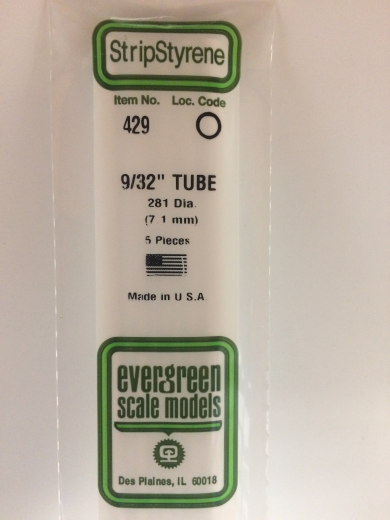 StripStyrene
Item No. Loc. Code
429
9/32" TUBE
281 Dia.
(7 1 mm)
5 Pieces
Made in U S.A.
evergreen
scale models
Des Plaines, IL 60018